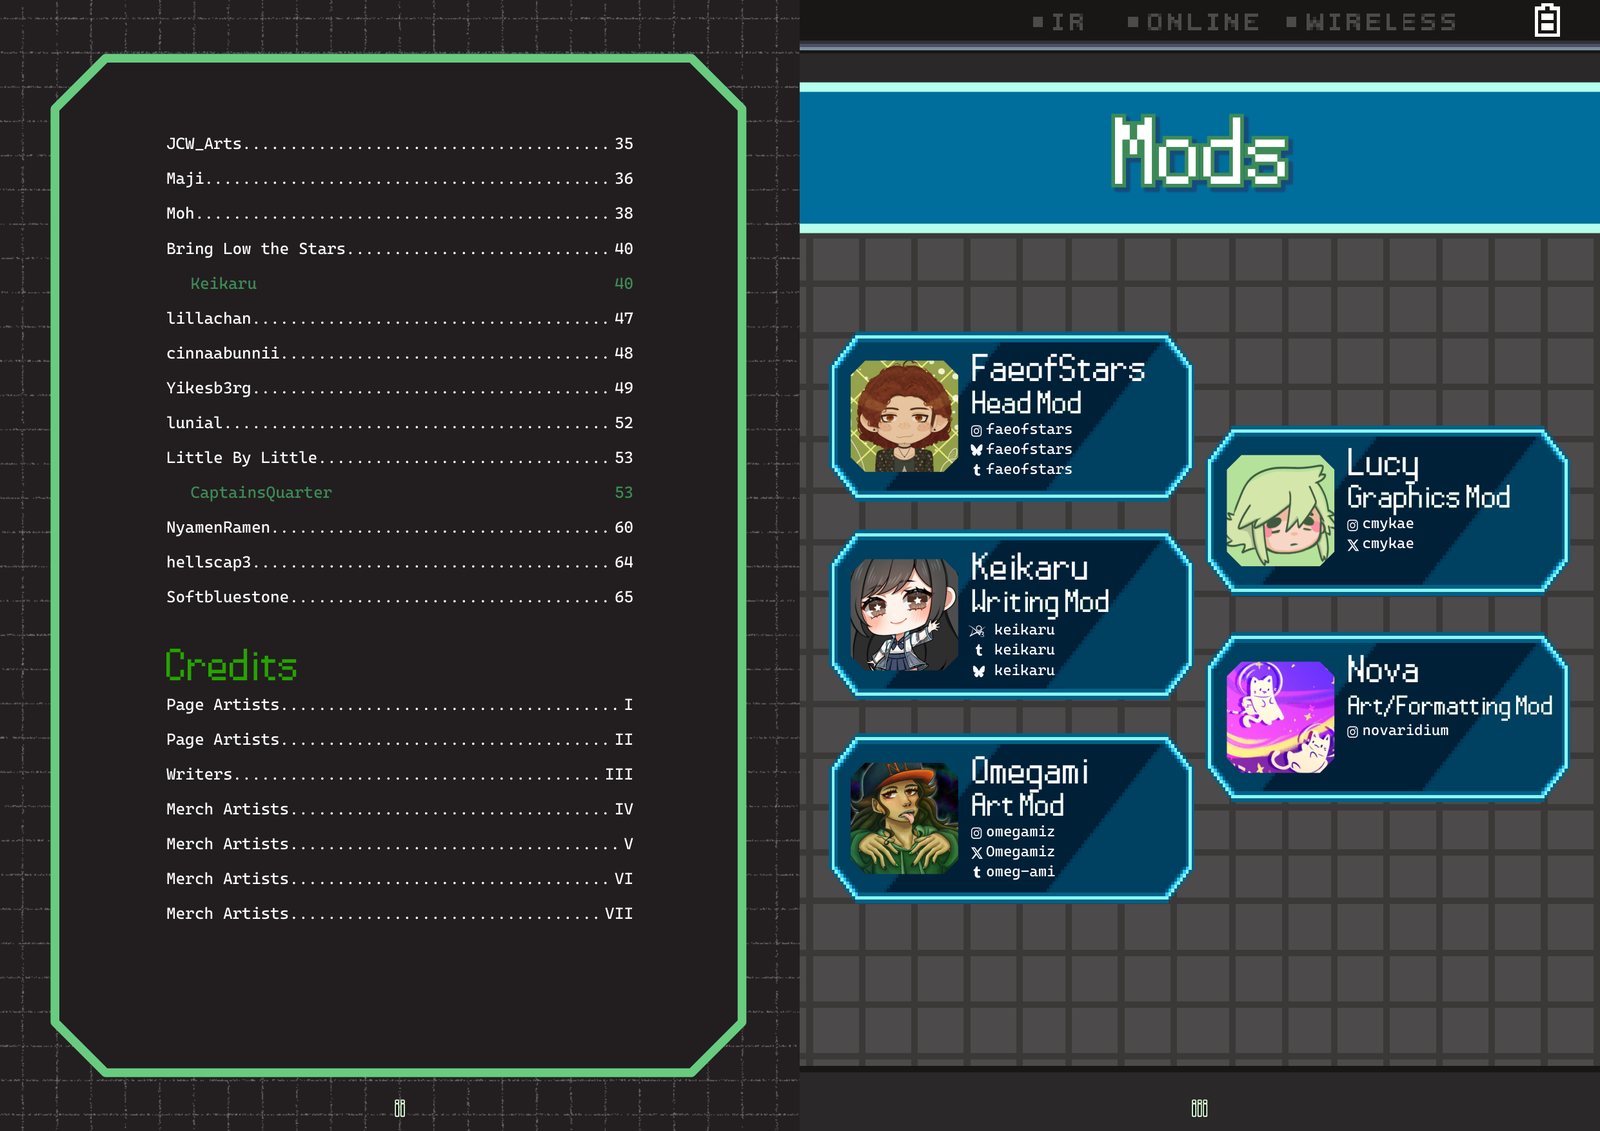 JCW_Arts....................................... 35
Maji........................................... 36
Moh............................................ 38
Bring Low the Stars............................ 40
Keikaru 40
lillachan...................................... 47
cinnaabunnii................................... 48
Yikesb3rg...................................... 49
lunial......................................... 52
Little By Little............................... 53
CaptainsQuarter 53
NyamenRamen.................................... 60
hellscap3...................................... 64
Softbluestone.................................. 65
Credits
Page Artists.................................... I
Page Artists................................... II
Writers....................................... III
Merch Artists.................................. IV
Merch Artists................................... V
Merch Artists.................................. VI
Merch Artists................................. VII
ii
IR ONLINE WIRELESS
Mods
FaeofStars
Head Mod
faeofstars
faeofstars
t faeofstars
Lucy
Graphics Mod
cmykae
X cmykae
Keikaru
Writing Mod
keikaru
t keikaru
keikaru
Nova
Art/Formatting Mod
novaridium
Omegami
Art Mod
omegamiz
X Omegamiz
t omeg-ami
iii